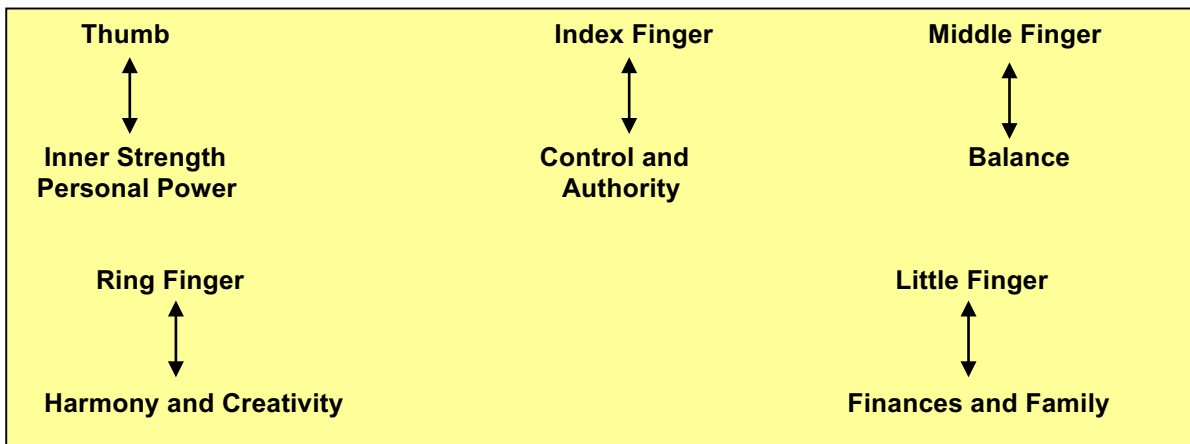 Thumb
Index Finger
Middle Finger
Inner Strength
Personal Power
Control and
Authority
Balance
Ring Finger
Little Finger
Harmony and Creativity
Finances and Family